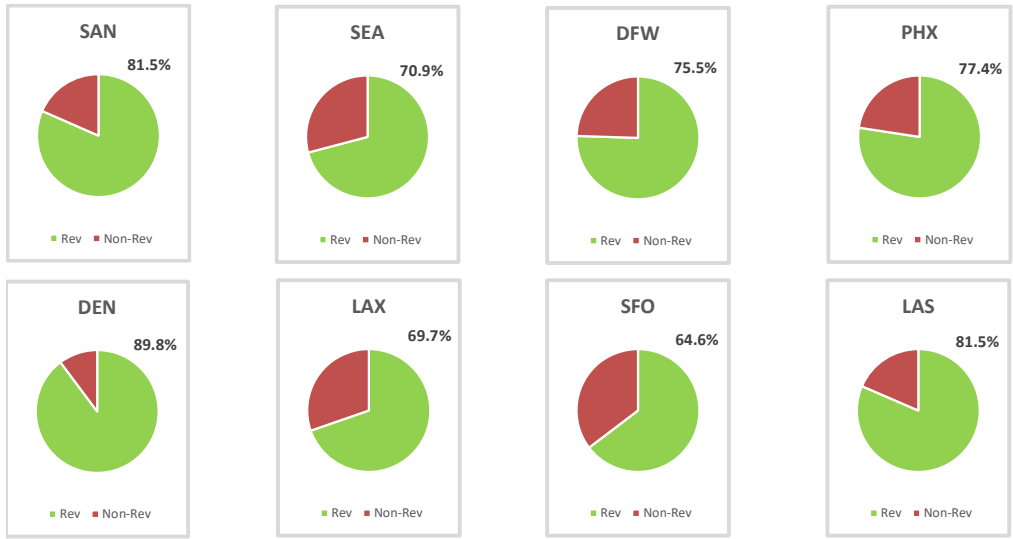 SAN
81.5%
Rev Non-Rev
SEA
70.9%
Rev Non-Rev
DFW
75.5%
Rev Non-Rev
PHX
77.4%
Rev Non-Rev
DEN
89.8%
Rev Non-Rev
LAX
69.7%
Rev Non-Rev
SFO
64.6%
Rev Non-Rev
LAS
81.5%
Rev Non-Rev